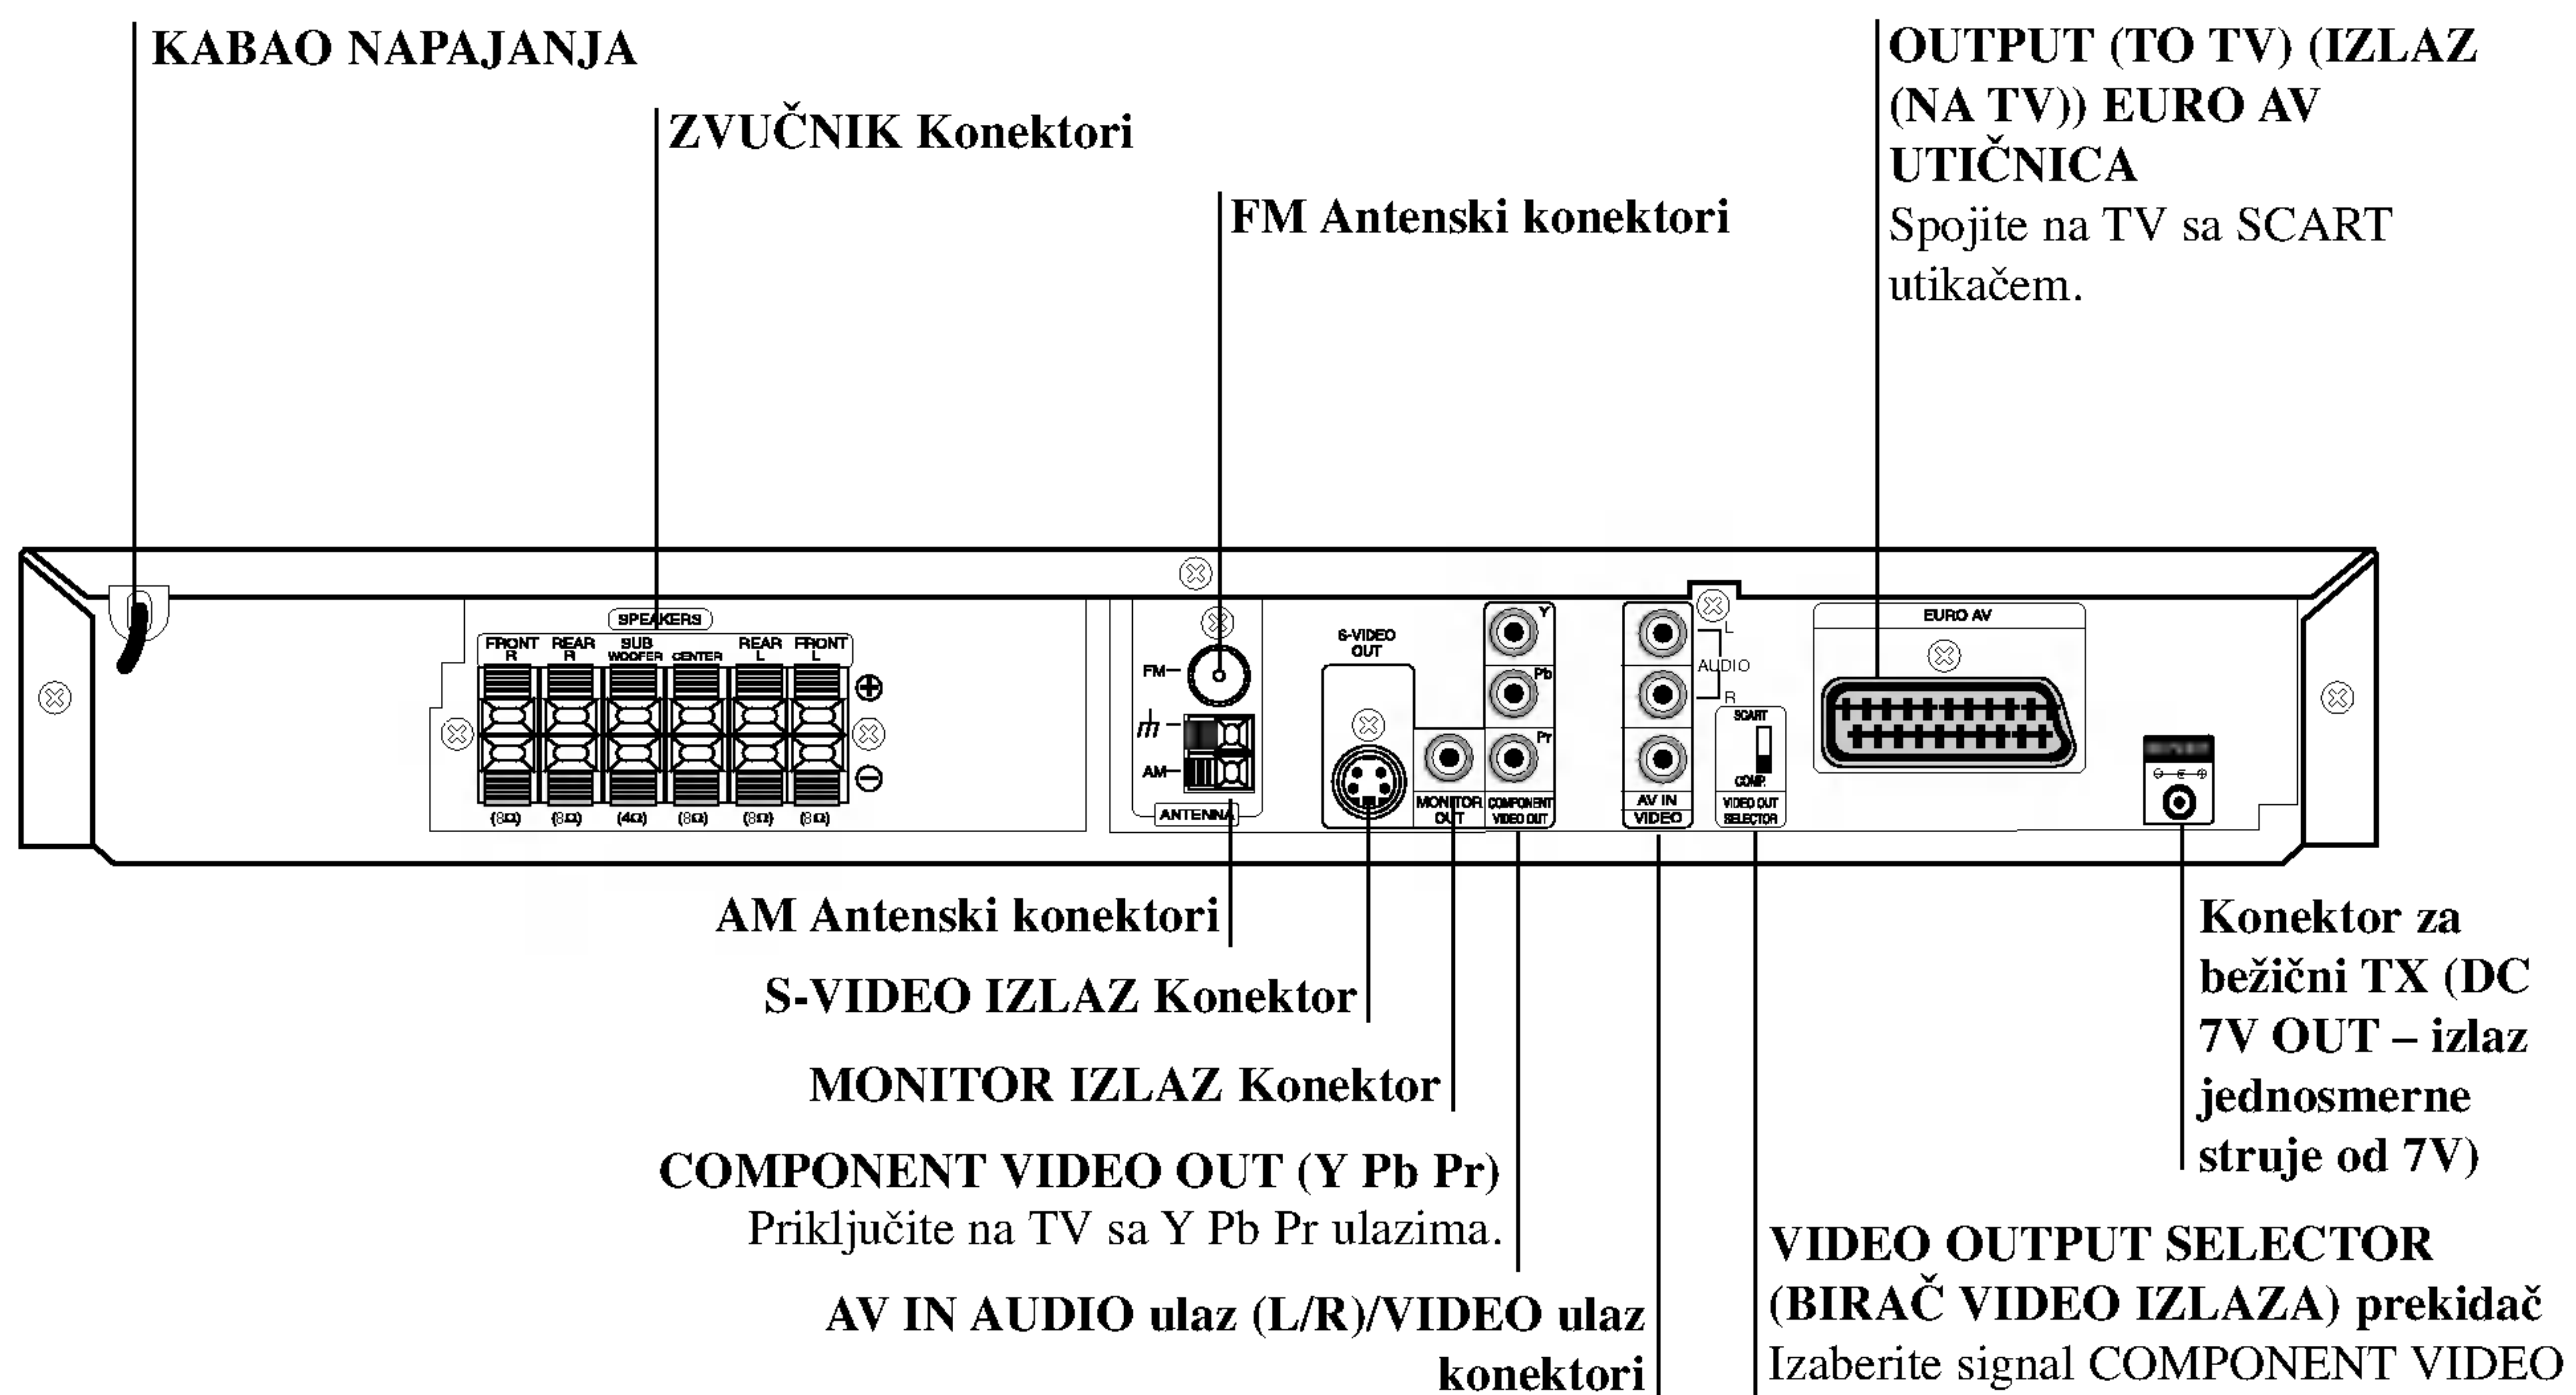 KABAO NAPAJANJA
ZVUČNIK Konektori
FM Antenski konektori
OUTPUT (TO TV) (IZLAZ
(NA TV)) EURO AV
UTIČNICA
Spojite na TV sa SCART
utikačem.
SPEAKERS
FRONT R
REAR R
SUB WOOFER
CENTER
REAR L
FRONT L
(8Ω) (8Ω) (4Ω) (8Ω) (8Ω) (8Ω)
FM
AM
ANTENNA
S-VIDEO
OUT
MONITOR
OUT
Y
Pb
Pr
COMPONENT
VIDEO OUT
L
AUDIO
R
AV IN
VIDEO
SCART
COMP.
VIDEO OUT
SELECTOR
EURO AV
AM Antenski konektori
S-VIDEO IZLAZ Konektor
MONITOR IZLAZ Konektor
COMPONENT VIDEO OUT (Y Pb Pr)
Priključite na TV sa Y Pb Pr ulazima.
AV IN AUDIO ulaz (L/R)/VIDEO ulaz
konektori
Konektor za
bežični TX (DC
7V OUT – izlaz
jednosmerne
struje od 7V)
VIDEO OUTPUT SELECTOR
(BIRAČ VIDEO IZLAZA) prekidač
Izaberite signal COMPONENT VIDEO